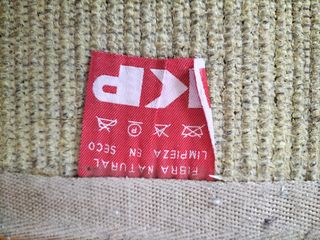 FIBRA NATURAL
LIMPIEZA EN SECO
P